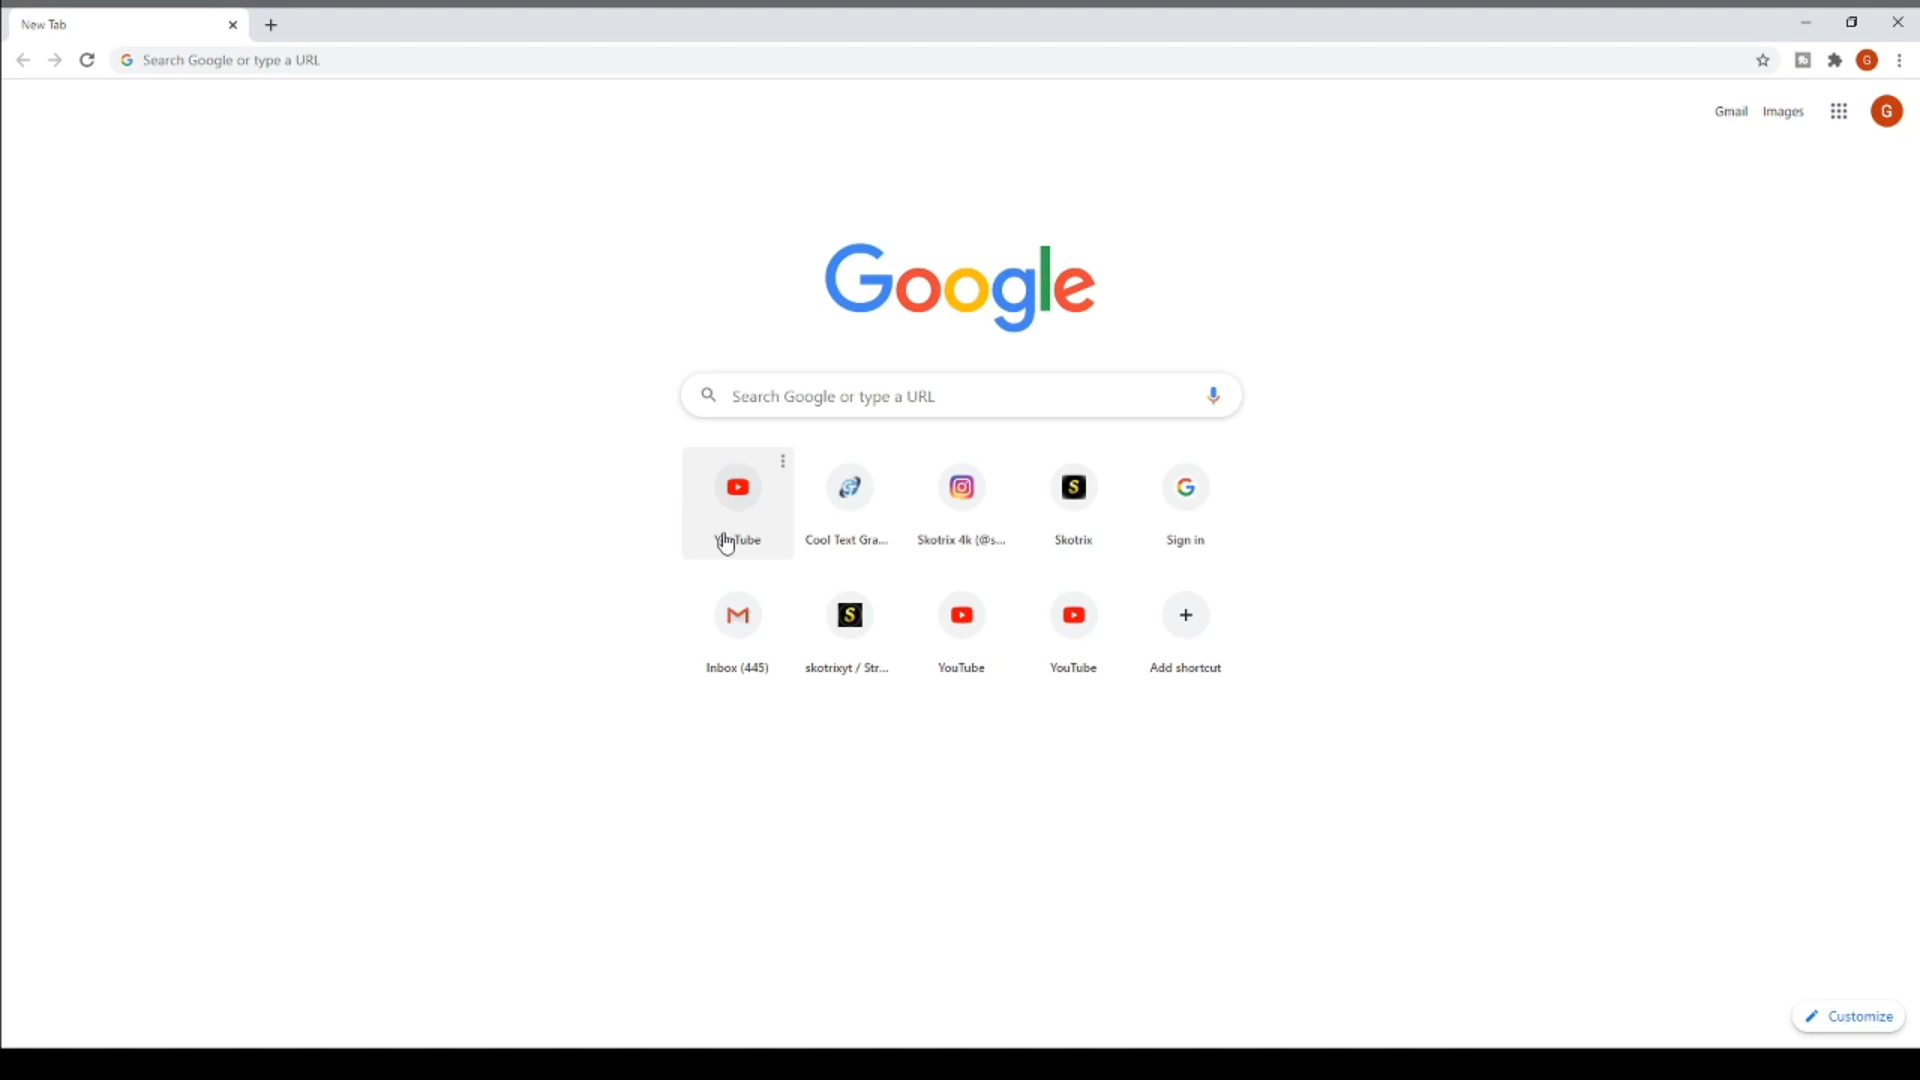 New Tab
Search Google or type a URL
G
Gmail Images G
Google
Search Google or type a URL
YouTube Cool Text Gra... Skotrix 4k (@s... Skotrix Sign in
Inbox (445) skotrixyt / Str... YouTube YouTube Add shortcut
Customize